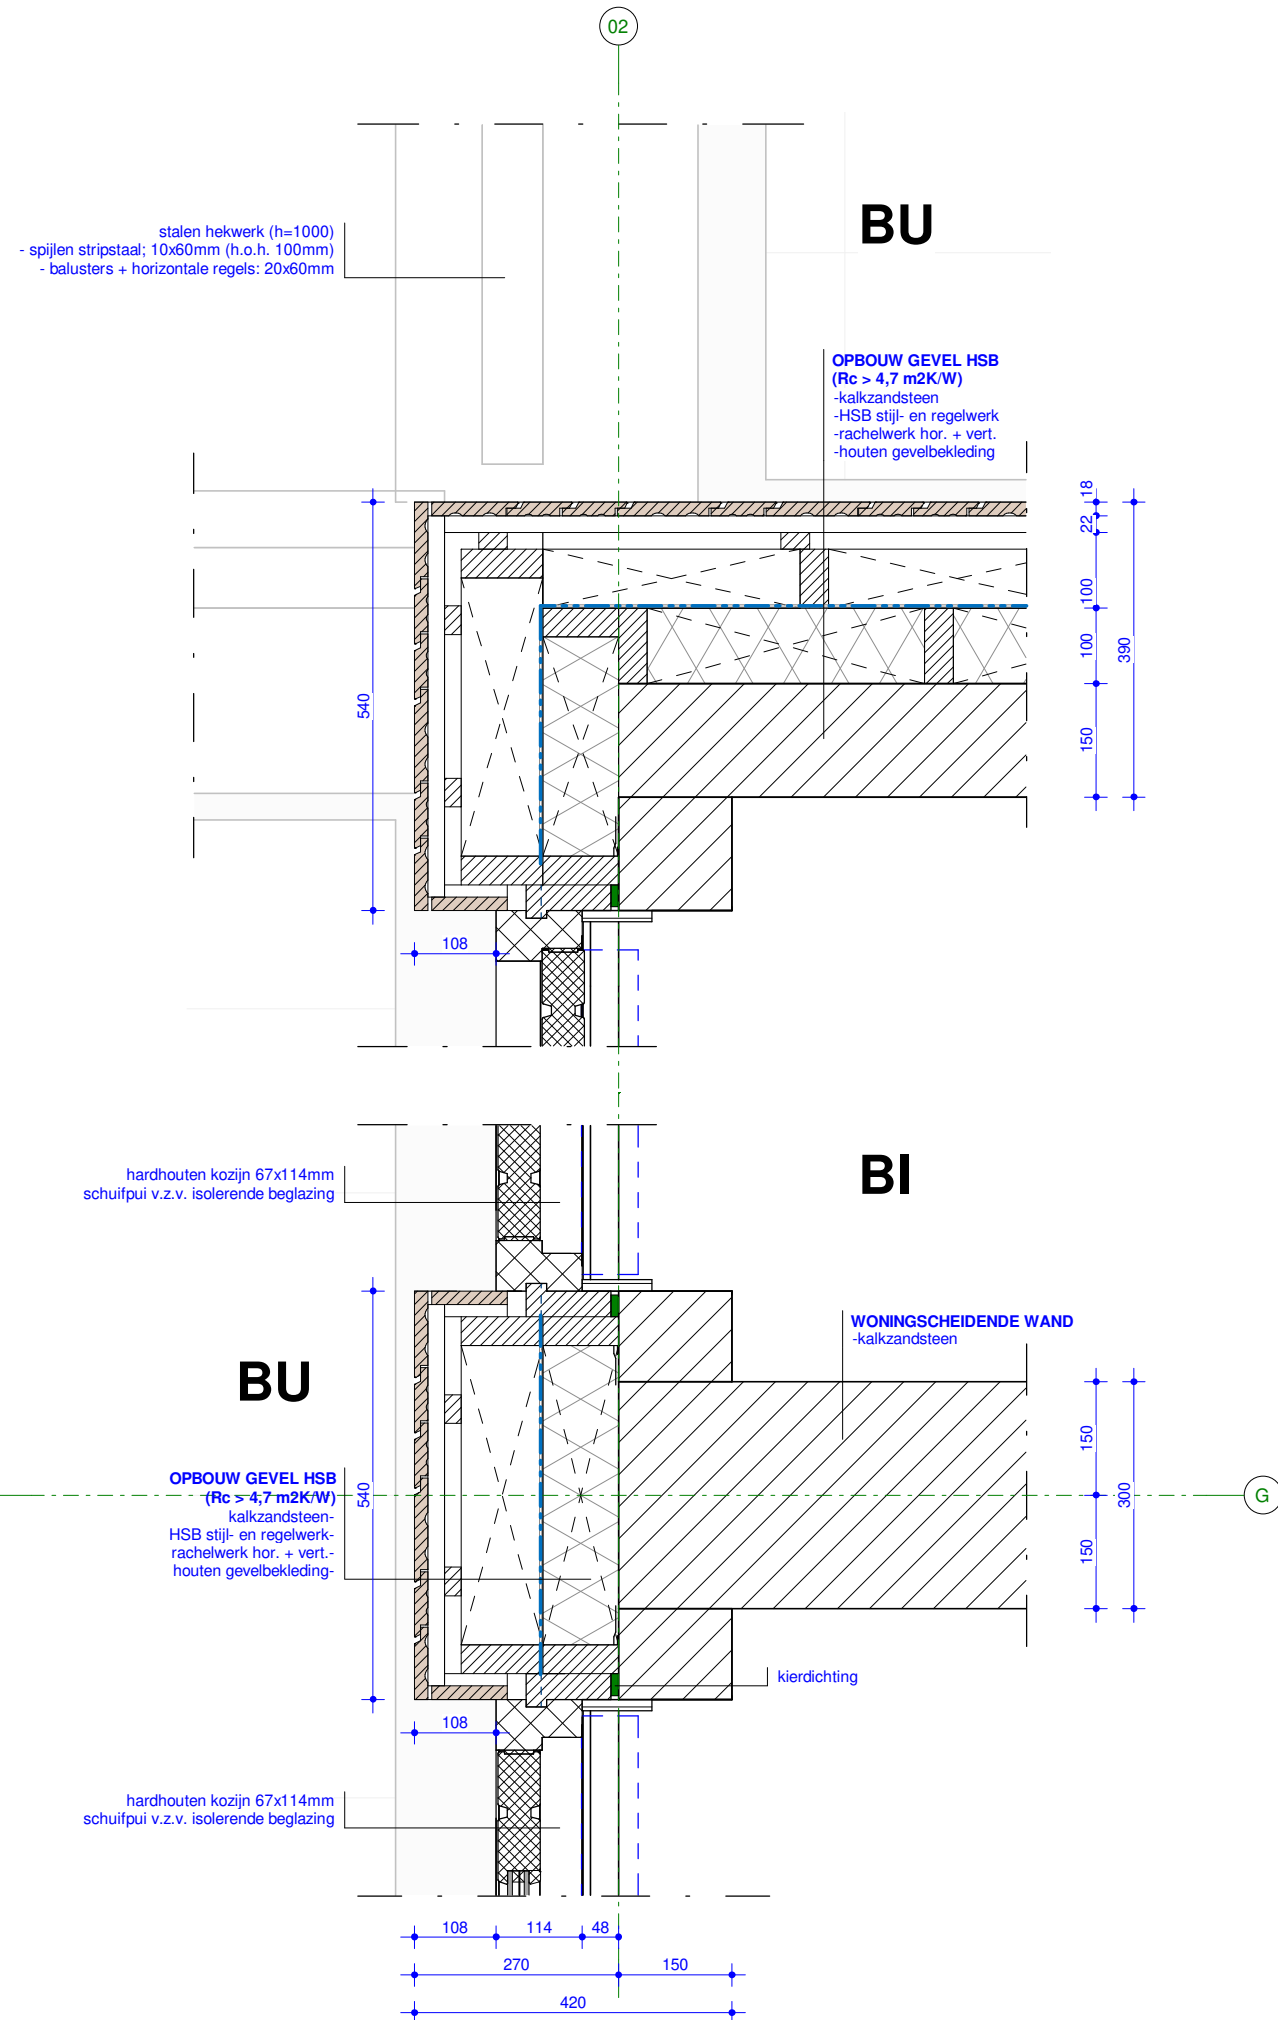 02
BU
stalen hekwerk (h=1000)
- spijlen stripstaal; 10x60mm (h.o.h. 100mm)
- balusters + horizontale regels: 20x60mm
OPBOUW GEVEL HSB
(Rc > 4,7 m2K/W)
-kalkzandsteen
-HSB stijl- en regelwerk
-rachelwerk hor. + vert.
-houten gevelbekleding
18
22
100
100
390
150
540
108
hardhouten kozijn 67x114mm
schuifpui v.z.v. isolerende beglazing
BI
WONINGSCHEIDENDE WAND
-kalkzandsteen
BU
150
300
150
OPBOUW GEVEL HSB
(Rc > 4,7 m2K/W)
kalkzandsteen-
HSB stijl- en regelwerk-
rachelwerk hor. + vert.-
houten gevelbekleding-
540
G
kierdichting
108
hardhouten kozijn 67x114mm
schuifpui v.z.v. isolerende beglazing
108 114 48
270 150
420